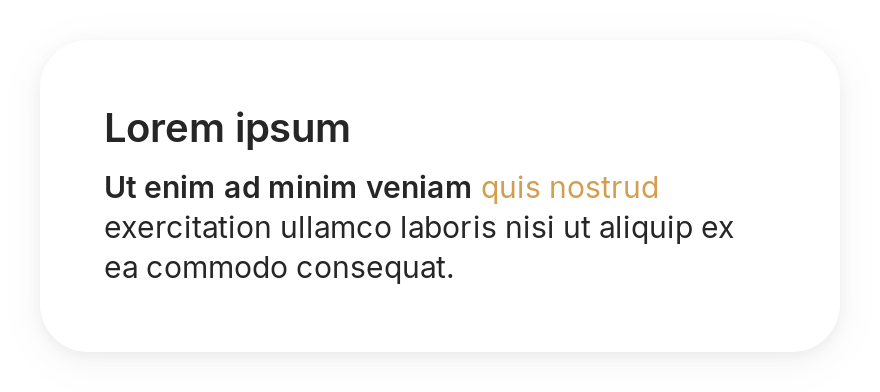 Lorem ipsum
Ut enim ad minim veniam quis nostrud
exercitation ullamco laboris nisi ut aliquip ex
ea commodo consequat.